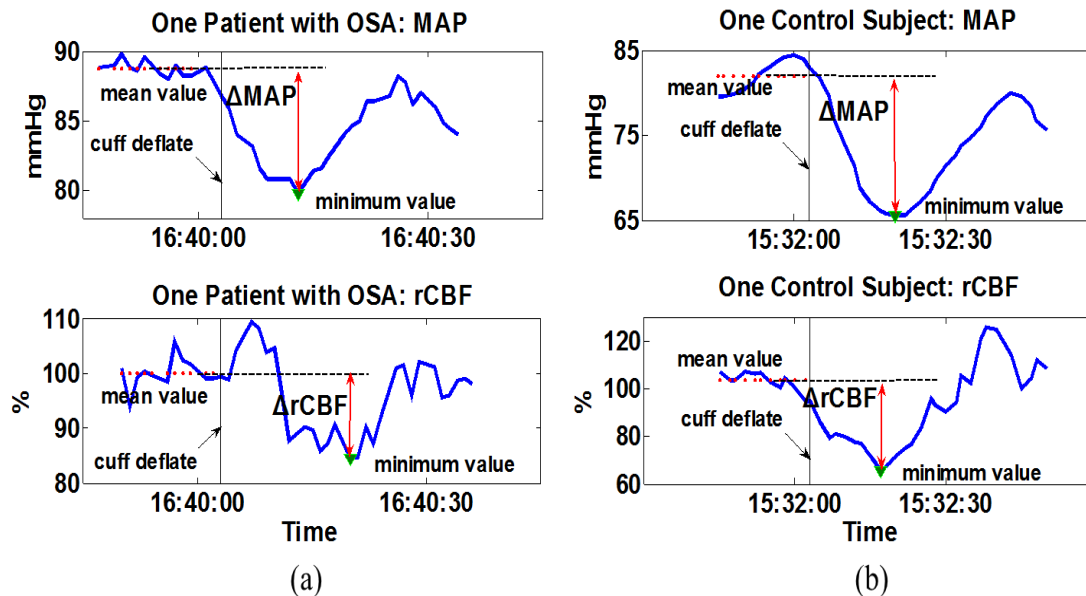 One Patient with OSA: MAP
90
85
80
mmHg
mean value
ΔMAP
cuff deflate
minimum value
16:40:00
16:40:30
One Patient with OSA: rCBF
110
100
90
80
%
mean value
ΔrCBF
cuff deflate
minimum value
16:40:00
16:40:30
Time
(a)
One Control Subject: MAP
85
75
65
mmHg
mean value
ΔMAP
cuff deflate
minimum value
15:32:00
15:32:30
One Control Subject: rCBF
120
100
80
60
%
mean value
ΔrCBF
cuff deflate
minimum value
15:32:00
15:32:30
Time
(b)